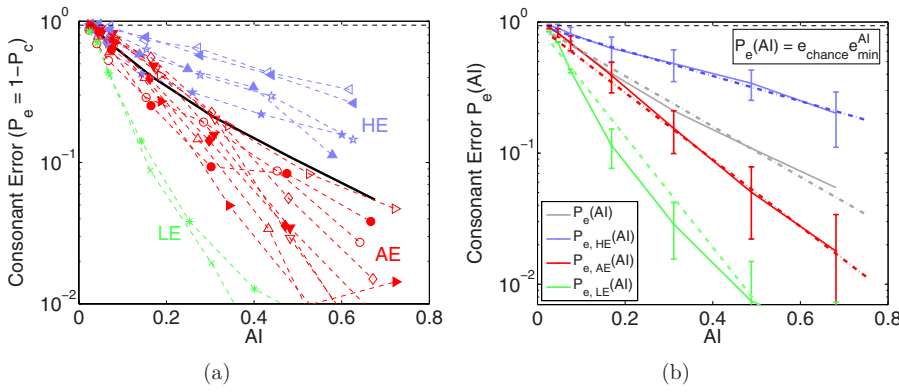 Consonant Error (P_e = 1−P_c)
10^0
10^-1
10^-2
0 0.2 0.4 0.6 0.8
AI
HE
AE
LE
(a)
Consonant Error P_e(AI)
10^0
10^-1
10^-2
0 0.2 0.4 0.6 0.8
AI
P_e(AI) = e_chance e_min^AI
P_e(AI)
P_e, HE(AI)
P_e, AE(AI)
P_e, LE(AI)
(b)